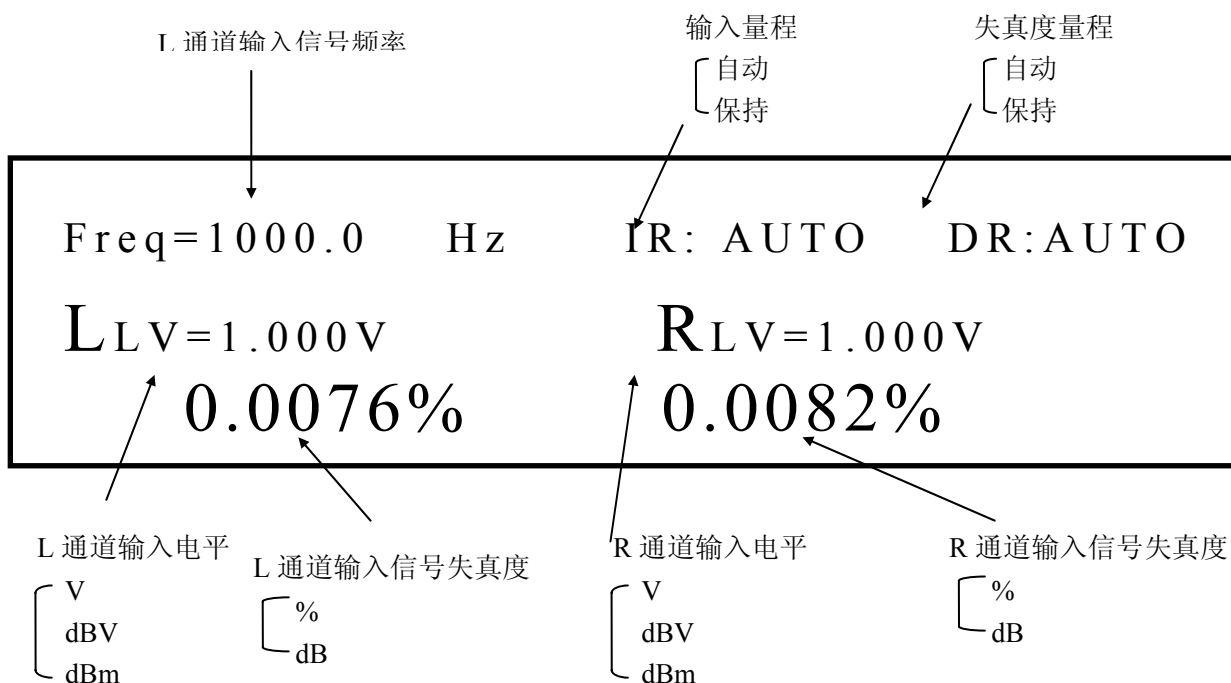 L 通道输入信号频率
输入量程
自动
保持
失真度量程
自动
保持
Freq=1000.0 Hz IR: AUTO DR:AUTO
LLV=1.000V RLV=1.000V
0.0076% 0.0082%
L 通道输入电平
V
dBV
dBm
L 通道输入信号失真度
%
dB
R 通道输入电平
V
dBV
dBm
R 通道输入信号失真度
%
dB